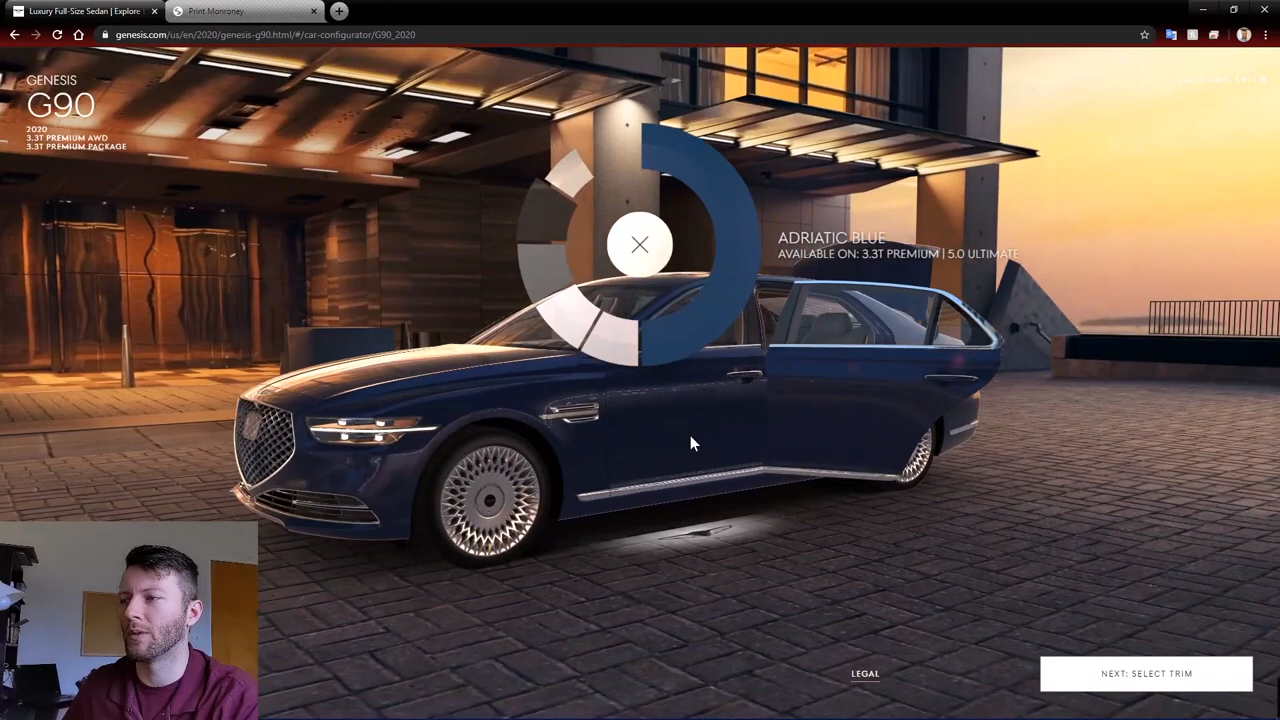 Luxury Full-Size Sedan | Explore
Print Monroney
genesis.com/us/en/2020/genesis-g90.html/#/car-configurator/G90_2020
GENESIS
G90
2020
3.3T PREMIUM AWD
3.3T PREMIUM PACKAGE
ADRIATIC BLUE
AVAILABLE ON: 3.3T PREMIUM | 5.0 ULTIMATE
LEGAL
NEXT: SELECT TRIM